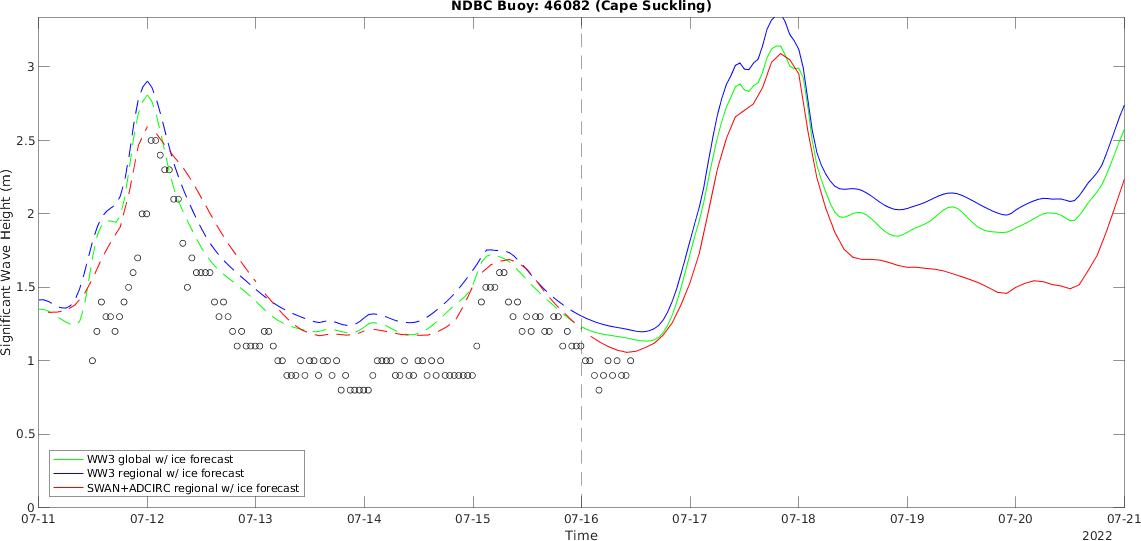 NDBC Buoy: 46082 (Cape Suckling)
Significant Wave Height (m)
3
2.5
2
1.5
1
0.5
0
WW3 global w/ ice forecast
WW3 regional w/ ice forecast
SWAN+ADCIRC regional w/ ice forecast
07-11 07-12 07-13 07-14 07-15 07-16 07-17 07-18 07-19 07-20 07-21
Time
2022